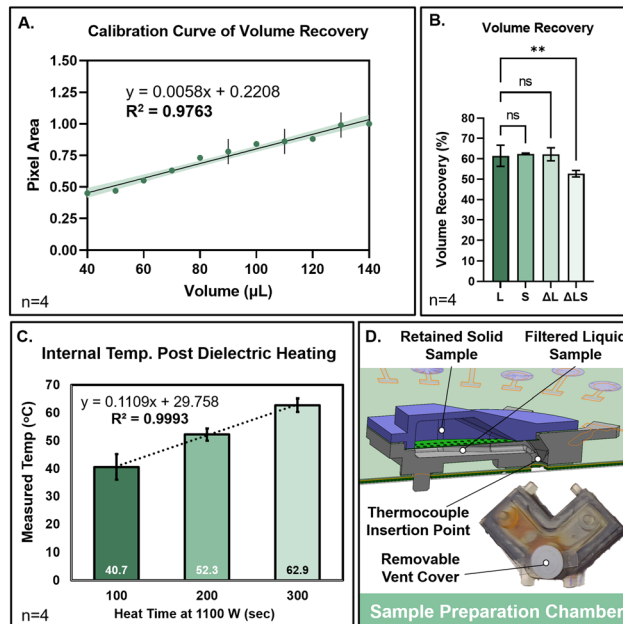 A.
Calibration Curve of Volume Recovery
y = 0.0058x + 0.2208
R² = 0.9763
Pixel Area
1.50
1.25
1.00
0.75
0.50
0.25
0.00
40 60 80 100 120 140
Volume (µL)
n=4
B.
Volume Recovery
**
ns
ns
Volume Recovery (%)
80
70
60
50
40
30
20
10
0
L S ΔL ΔLS
n=4
C.
Internal Temp. Post Dielectric Heating
y = 0.1109x + 29.758
R² = 0.9993
Measured Temp (ᵒC)
70
60
50
40
30
20
10
0
40.7 52.3 62.9
100 200 300
Heat Time at 1100 W (sec)
n=4
D.
Retained Solid
Sample
Filtered Liquid
Sample
Thermocouple
Insertion Point
Removable
Vent Cover
Sample Preparation Chamber